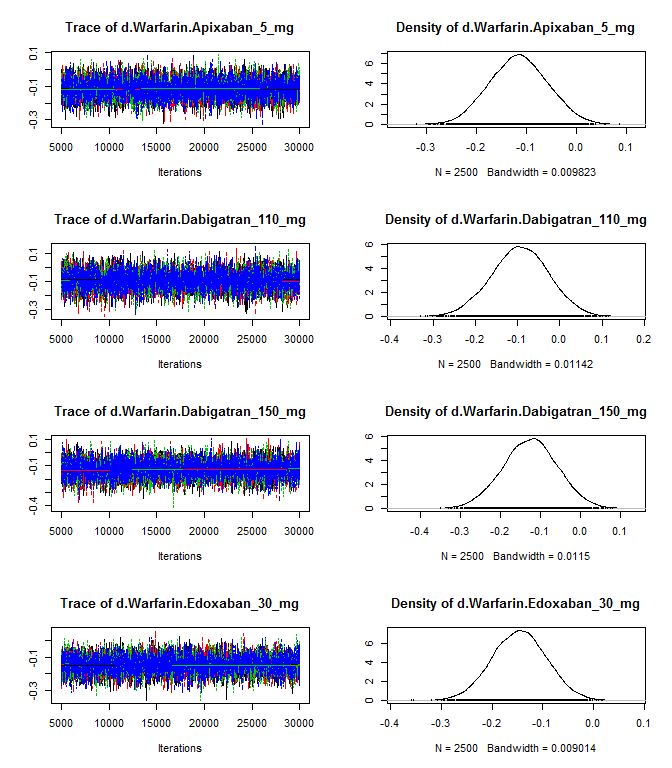 Trace of d.Warfarin.Apixaban_5_mg
0.1
-0.1
-0.3
5000 10000 15000 20000 25000 30000
Iterations
Density of d.Warfarin.Apixaban_5_mg
6
4
2
0
-0.3 -0.2 -0.1 0.0 0.1
N = 2500 Bandwidth = 0.009823
Trace of d.Warfarin.Dabigatran_110_mg
0.1
-0.1
-0.3
5000 10000 15000 20000 25000 30000
Iterations
Density of d.Warfarin.Dabigatran_110_mg
6
4
2
0
-0.4 -0.3 -0.2 -0.1 0.0 0.1 0.2
N = 2500 Bandwidth = 0.01142
Trace of d.Warfarin.Dabigatran_150_mg
0.1
-0.1
-0.4
5000 10000 15000 20000 25000 30000
Iterations
Density of d.Warfarin.Dabigatran_150_mg
6
4
2
0
-0.4 -0.3 -0.2 -0.1 0.0 0.1
N = 2500 Bandwidth = 0.0115
Trace of d.Warfarin.Edoxaban_30_mg
-0.1
-0.3
5000 10000 15000 20000 25000 30000
Iterations
Density of d.Warfarin.Edoxaban_30_mg
6
4
2
0
-0.4 -0.3 -0.2 -0.1 0.0 0.1
N = 2500 Bandwidth = 0.009014